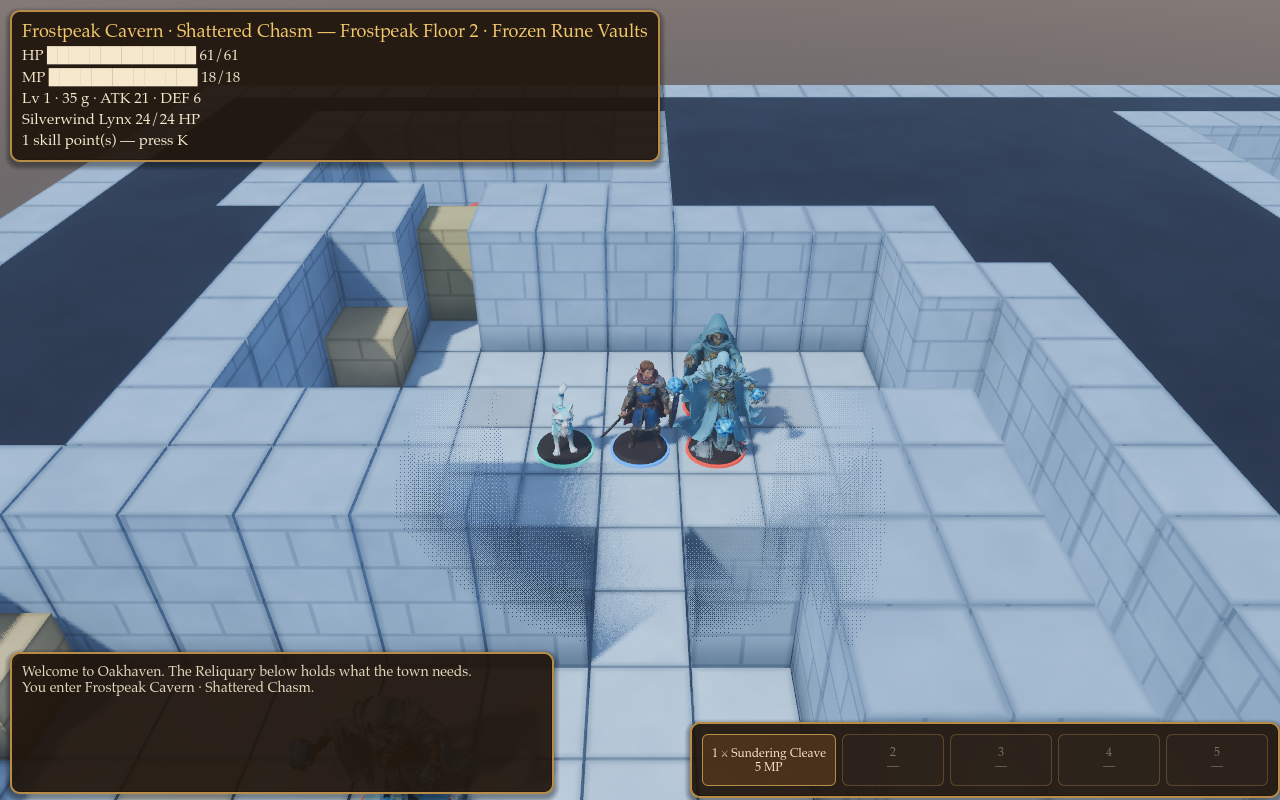 Frostpeak Cavern · Shattered Chasm — Frostpeak Floor 2 · Frozen Rune Vaults
HP 61/61
MP 18/18
Lv 1 · 35 g · ATK 21 · DEF 6
Silverwind Lynx 24/24 HP
1 skill point(s) — press K
Welcome to Oakhaven. The Reliquary below holds what the town needs.
You enter Frostpeak Cavern · Shattered Chasm.
1 ⚔ Sundering Cleave
5 MP
2
—
3
—
4
—
5
—